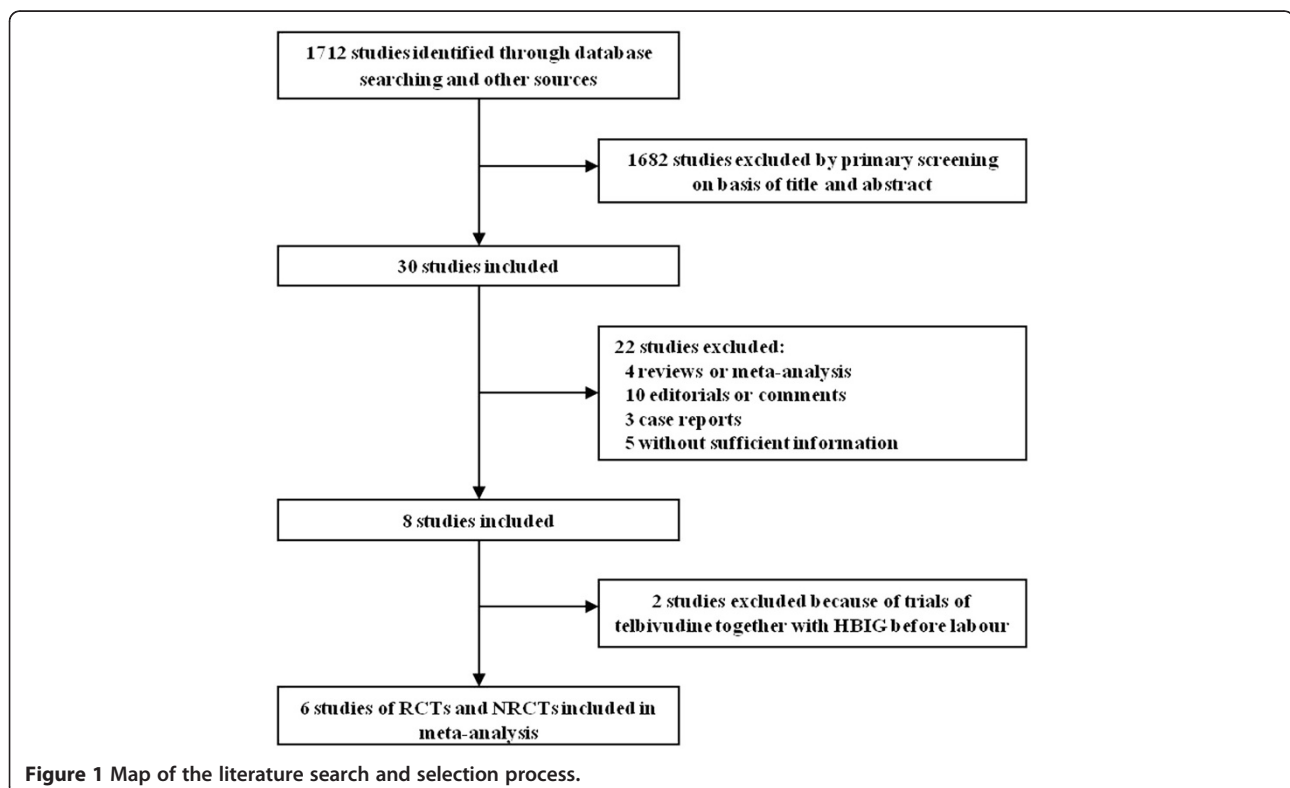 1712 studies identified through database
searching and other sources
1682 studies excluded by primary screening
on basis of title and abstract
30 studies included
22 studies excluded:
4 reviews or meta-analysis
10 editorials or comments
3 case reports
5 without sufficient information
8 studies included
2 studies excluded because of trials of
telbivudine together with HBIG before labour
6 studies of RCTs and NRCTs included in
meta-analysis
Figure 1 Map of the literature search and selection process.